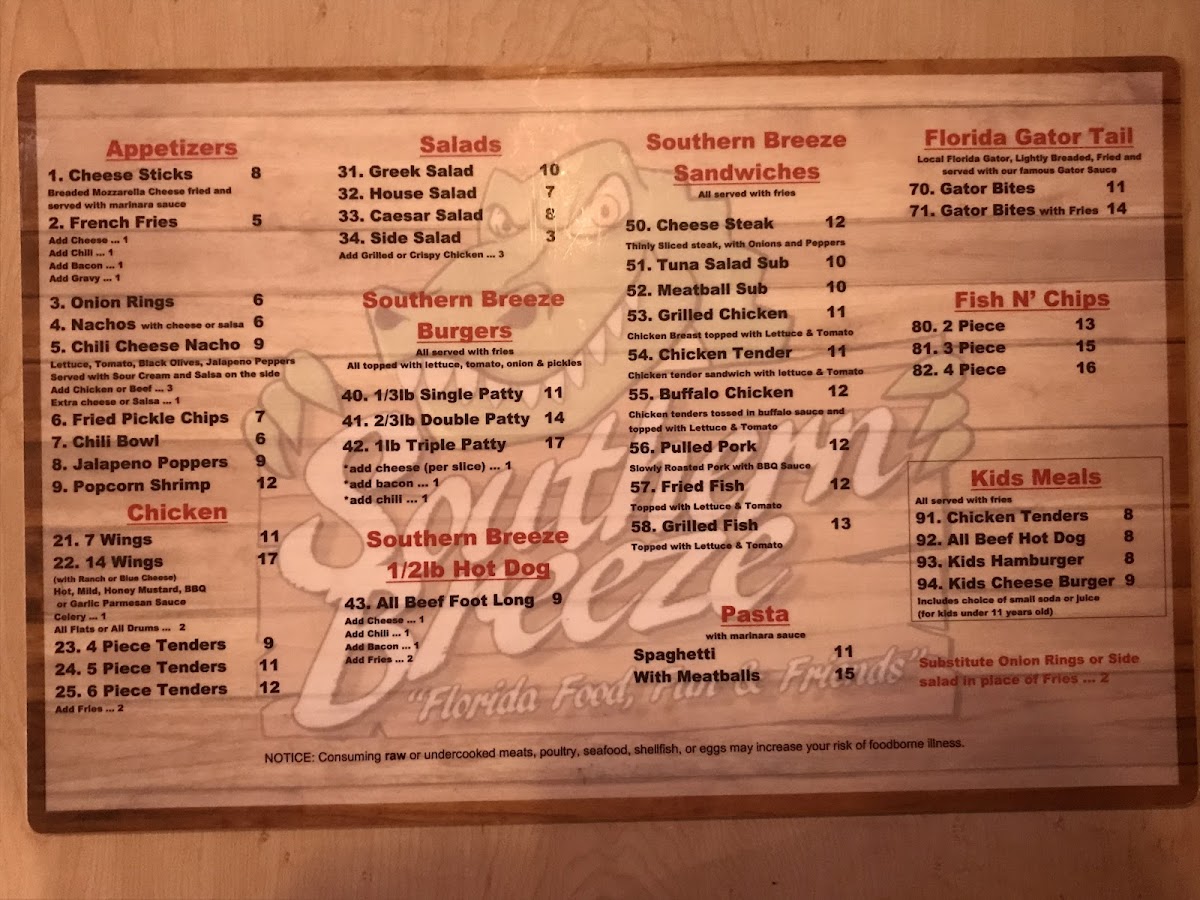 Appetizers
1. Cheese Sticks 8
Breaded Mozzarella Cheese fried and
served with marinara sauce
2. French Fries 5
Add Cheese ... 1
Add Chili ... 1
Add Bacon ... 1
Add Gravy ... 1
3. Onion Rings 6
4. Nachos with cheese or salsa 6
5. Chili Cheese Nacho 9
Lettuce, Tomato, Black Olives, Jalapeno Peppers
Served with Sour Cream and Salsa on the side
Add Chicken or Beef ... 3
Extra cheese or Salsa ... 1
6. Fried Pickle Chips 7
7. Chili Bowl 6
8. Jalapeno Poppers 9
9. Popcorn Shrimp 12
Chicken
21. 7 Wings 11
22. 14 Wings 17
(with Ranch or Blue Cheese)
Hot, Mild, Honey Mustard, BBQ
or Garlic Parmesan Sauce
Celery ... 1
All Flats or All Drums ... 2
23. 4 Piece Tenders 9
24. 5 Piece Tenders 11
25. 6 Piece Tenders 12
Add Fries ... 2
Salads
31. Greek Salad 10
32. House Salad 7
33. Caesar Salad 8
34. Side Salad 3
Add Grilled or Crispy Chicken ... 3
Southern Breeze
Burgers
All served with fries
All topped with lettuce, tomato, onion & pickles
40. 1/3lb Single Patty 11
41. 2/3lb Double Patty 14
42. 1lb Triple Patty 17
*add cheese (per slice) ... 1
*add bacon ... 1
*add chili ... 1
Southern Breeze
1/2lb Hot Dog
43. All Beef Foot Long 9
Add Cheese ... 1
Add Chili ... 1
Add Bacon ... 1
Add Fries ... 2
Southern Breeze
Sandwiches
All served with fries
50. Cheese Steak 12
Thinly Sliced steak, with Onions and Peppers
51. Tuna Salad Sub 10
52. Meatball Sub 10
53. Grilled Chicken 11
Chicken Breast topped with Lettuce & Tomato
54. Chicken Tender 11
Chicken tender sandwich with lettuce & Tomato
55. Buffalo Chicken 12
Chicken tenders tossed in buffalo sauce and
topped with Lettuce & Tomato
56. Pulled Pork 12
Slowly Roasted Pork with BBQ Sauce
57. Fried Fish 12
Topped with Lettuce & Tomato
58. Grilled Fish 13
Topped with Lettuce & Tomato
Pasta
with marinara sauce
Spaghetti 11
With Meatballs 15
Florida Gator Tail
Local Florida Gator, Lightly Breaded, Fried and
served with our famous Gator Sauce
70. Gator Bites 11
71. Gator Bites with Fries 14
Fish N' Chips
80. 2 Piece 13
81. 3 Piece 15
82. 4 Piece 16
Kids Meals
All served with fries
91. Chicken Tenders 8
92. All Beef Hot Dog 8
93. Kids Hamburger 8
94. Kids Cheese Burger 9
Includes choice of small soda or juice
(for kids under 11 years old)
Substitute Onion Rings or Side
salad in place of Fries ... 2
Southern
Breeze
"Florida Food, Fun & Friends"
NOTICE: Consuming raw or undercooked meats, poultry, seafood, shellfish, or eggs may increase your risk of foodborne illness.